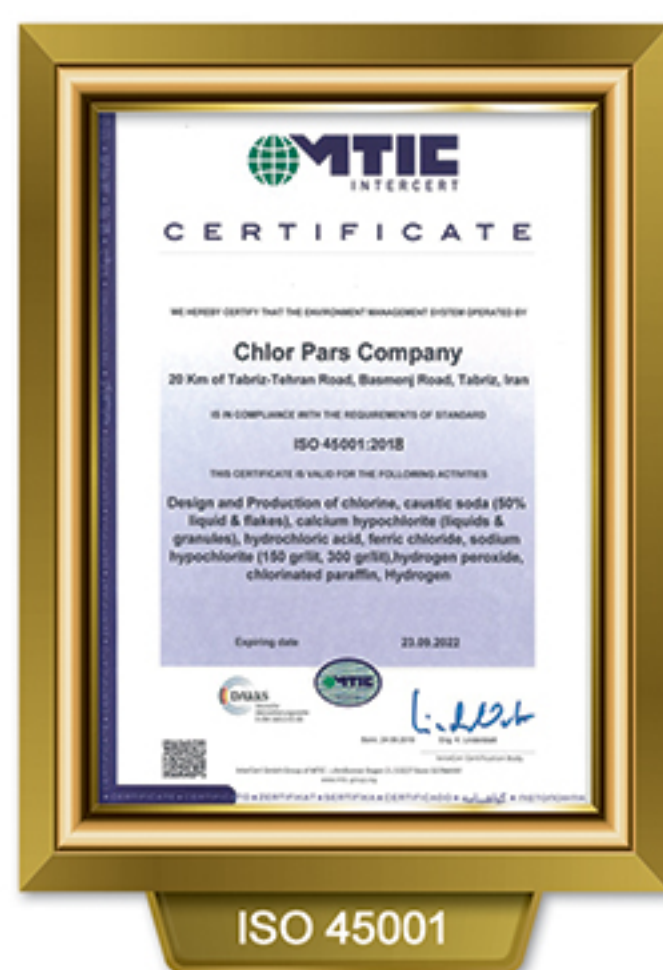 MTIC
INTERCERT
CERTIFICATE
WE HEREBY CERTIFY THAT THE ENVIRONMENT MANAGEMENT SYSTEM OPERATED BY
Chlor Pars Company
20 Km of Tabriz-Tehran Road, Basmenj Road, Tabriz, Iran
IS IN COMPLIANCE WITH THE REQUIREMENTS OF STANDARD
ISO 45001:2018
THIS CERTIFICATE IS VALID FOR THE FOLLOWING ACTIVITIES
Design and Production of chlorine, caustic soda (50%
liquid & flakes), calcium hypochlorite (liquids &
granules), hydrochloric acid, ferric chloride, sodium
hypochlorite (150 gr/lit, 300 gr/lit),hydrogen peroxide,
chlorinated paraffin, Hydrogen
Expiring date 23.09.2022
DAkkS
MTIC
InterCert Certification Body
ISO 45001